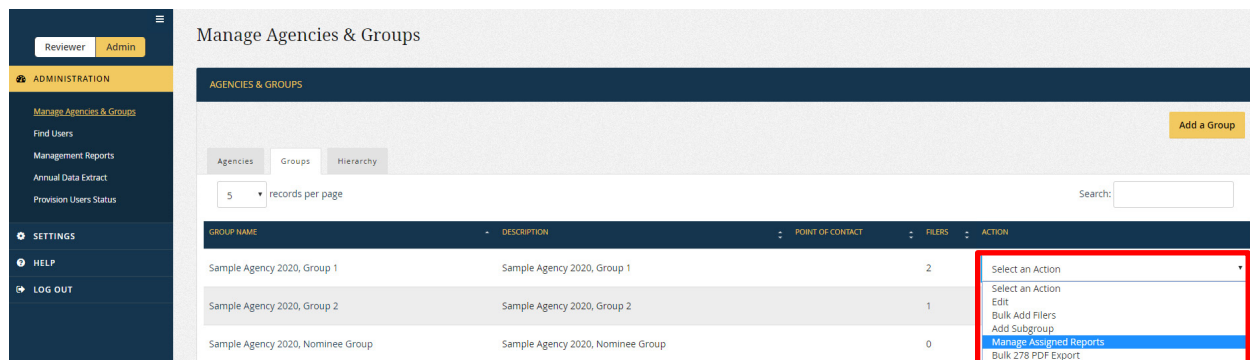 Manage Agencies & Groups
Reviewer Admin
ADMINISTRATION
Manage Agencies & Groups
Find Users
Management Reports
Annual Data Extract
Provision Users Status
SETTINGS
HELP
LOG OUT
AGENCIES & GROUPS
Add a Group
Agencies Groups Hierarchy
5 records per page Search:
GROUP NAME DESCRIPTION POINT OF CONTACT FILERS ACTION
Sample Agency 2020, Group 1 Sample Agency 2020, Group 1 2 Select an Action
Sample Agency 2020, Group 2 Sample Agency 2020, Group 2 1
Sample Agency 2020, Nominee Group Sample Agency 2020, Nominee Group 0
Select an Action
Edit
Bulk Add Filers
Add Subgroup
Manage Assigned Reports
Bulk 278 PDF Export